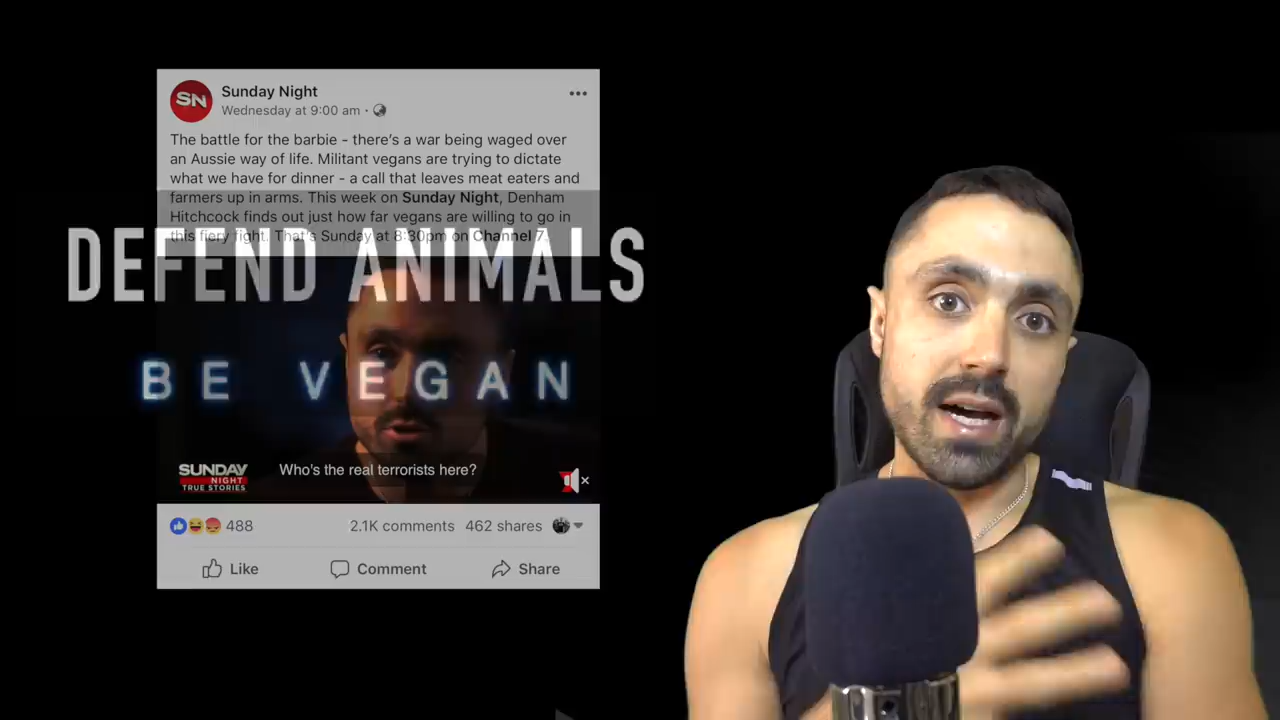 SN
Sunday Night
Wednesday at 9:00 am ·
The battle for the barbie - there's a war being waged over
an Aussie way of life. Militant vegans are trying to dictate
what we have for dinner - a call that leaves meat eaters and
farmers up in arms. This week on Sunday Night, Denham
Hitchcock finds out just how far vegans are willing to go in
this fiery fight. That's Sunday at 8:30pm on Channel 7.
DEFEND ANIMALS
BE VEGAN
Who's the real terrorists here?
SUNDAY
NIGHT
TRUE STORIES
488
2.1K comments 462 shares
Like Comment Share